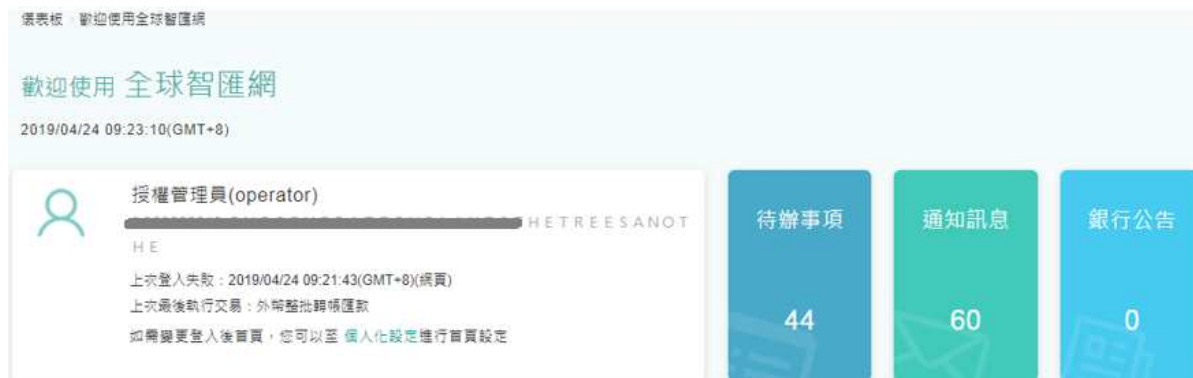 儀表板 歡迎使用全球智匯網
歡迎使用 全球智匯網
2019/04/24 09:23:10(GMT+8)
授權管理員(operator)
HETREESANOT
HE
上次登入失敗：2019/04/24 09:21:43(GMT+8)(網頁)
上次最後執行交易：外幣整批轉帳匯款
如需變更登入後首頁，您可以至 個人化設定進行首頁設定
待辦事項
44
通知訊息
60
銀行公告
0